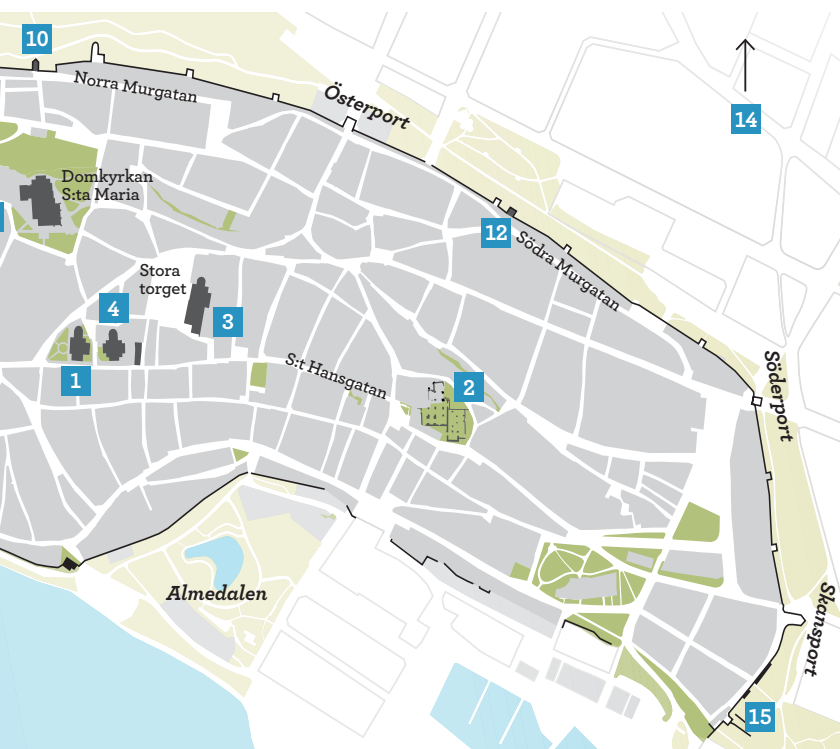 10
Norra Murgatan
Österport
14
Domkyrkan
S:ta Maria
12
Södra Murgatan
Stora
torget
4
3
1
S:t Hansgatan
2
Söderport
Almedalen
Skansport
15